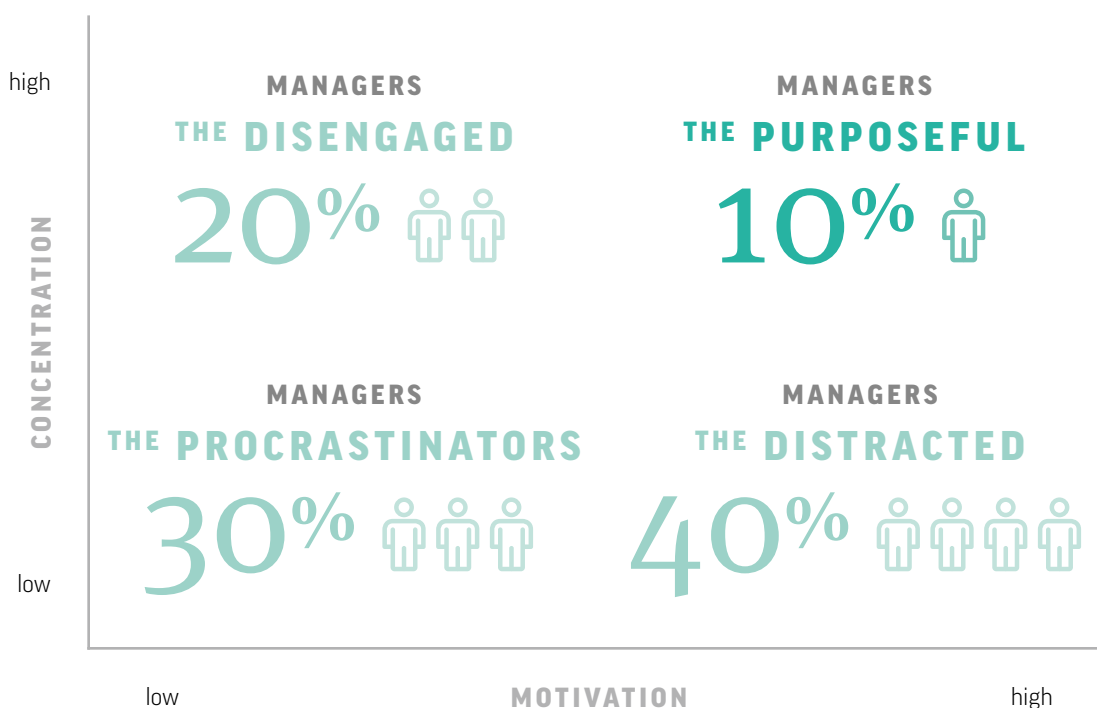 high
MANAGERS
THE DISENGAGED
20%
MANAGERS
THE PURPOSEFUL
10%
CONCENTRATION
MANAGERS
THE PROCRASTINATORS
30%
MANAGERS
THE DISTRACTED
40%
low
low
MOTIVATION
high